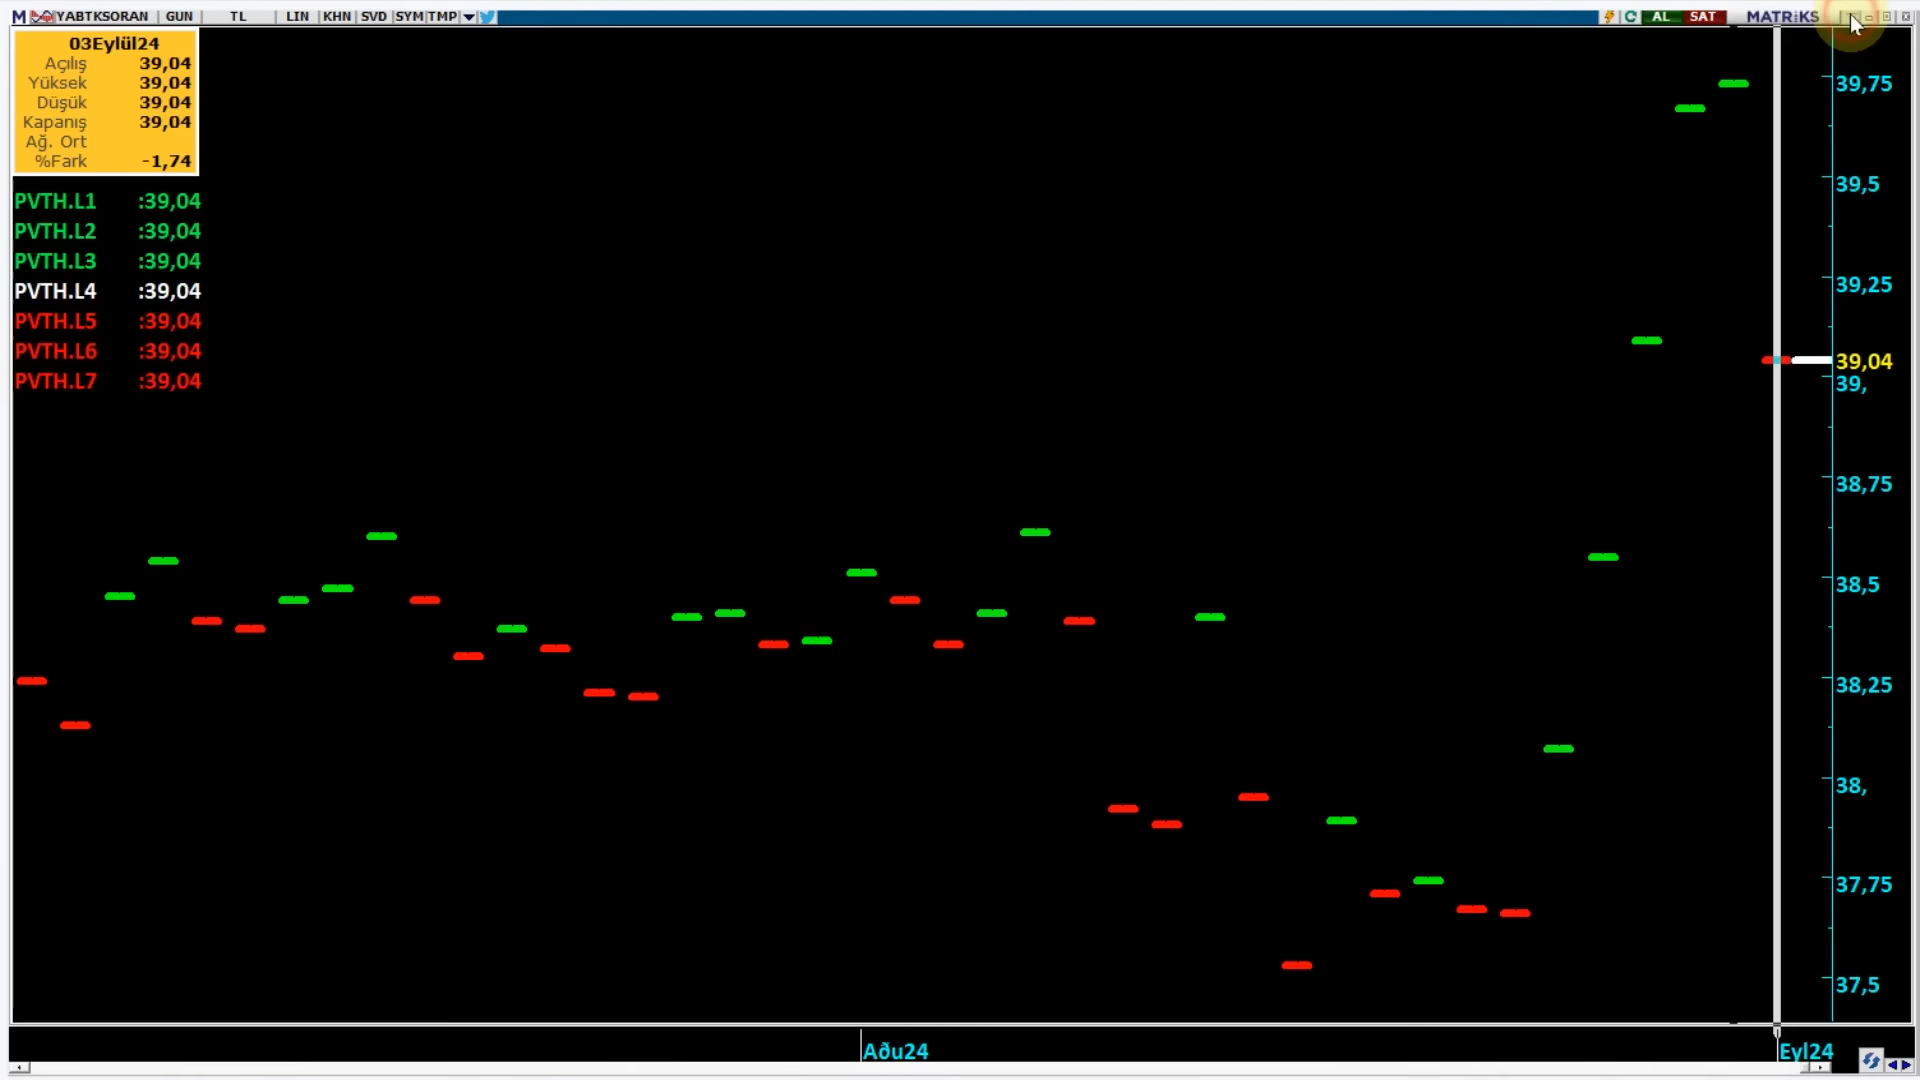 M YABTKSORAN GUN TL LIN KHN SVD SYM TMP AL SAT MATRiKS
03Eylül24
Açılış 39,04
Yüksek 39,04
Düşük 39,04
Kapanış 39,04
Ağ. Ort
%Fark -1,74
PVTH.L1 :39,04
PVTH.L2 :39,04
PVTH.L3 :39,04
PVTH.L4 :39,04
PVTH.L5 :39,04
PVTH.L6 :39,04
PVTH.L7 :39,04
39,75
39,5
39,25
39,04
39,
38,75
38,5
38,25
38,
37,75
37,5
Aðu24 Eyl24